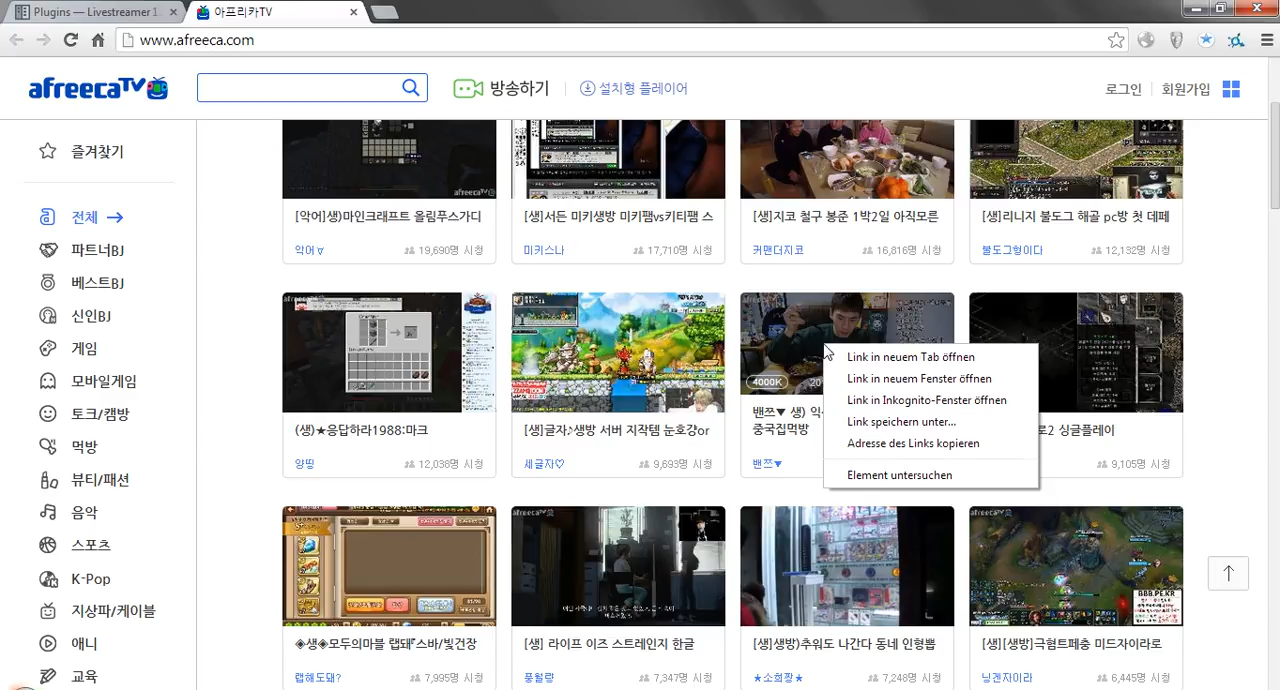 Plugins — Livestreamer 1.
아프리카TV
www.afreeca.com
afreecaTV
방송하기
설치형 플레이어
로그인
회원가입
즐겨찾기
전체
파트너BJ
베스트BJ
신인BJ
게임
모바일게임
토크/캠방
먹방
뷰티/패션
음악
스포츠
K-Pop
지상파/케이블
애니
교육
afreecaTV
[악어]생)마인크래프트 올림푸스가디
악어∀ 19,690명 시청
[생]서든 미키생방 미키팸vs키티팸 스
미키스나 17,710명 시청
[생]지코 철구 봉준 1박2일 아직모른
커맨더지코 16,816명 시청
[생]리니지 불도그 해골 pc방 첫 데페
불도그형이다 12,132명 시청
(생)★응답하라1988:마크
양띵 12,038명 시청
[생]글자♪생방 서버 지작템 눈호걍or
세글자♡ 9,693명 시청
4000K
밴쯔▼ 생)
중국집먹방
밴쯔▼
Link in neuem Tab öffnen
Link in neuem Fenster öffnen
Link in Inkognito-Fenster öffnen
Link speichern unter...
Adresse des Links kopieren
Element untersuchen
로2 싱글플레이
9,105명 시청
afreecaTV
afreecaTV
◈생◈모두의마블 랩돼『스바/빛건장
랩해도돼? 7,995명 시청
[생] 라이프 이즈 스트레인지 한글
풍월량 7,347명 시청
[생][생방)추워도 나간다 동네 인형뽑
★소희짱★ 7,248명 시청
BBB.PE.KR
[생][생방]극혐트페충 미드자이라로
닝겐자이라 6,445명 시청